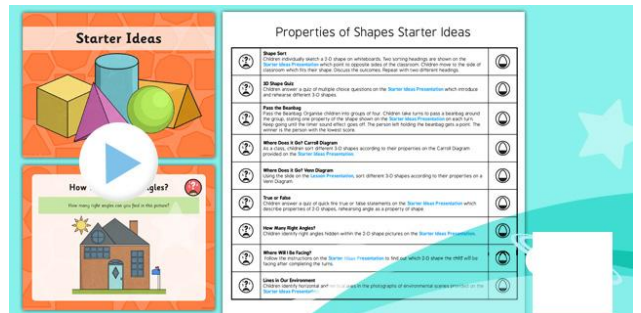 Starter Ideas
How
gles?
How many right angles can you find in this picture?
Properties of Shapes Starter Ideas
Shape Sort
Children individually sketch a 2-D shape on whiteboards. Two sorting headings are shown on the
Starter Ideas Presentation which point to opposite sides of the classroom. Children move to the side of
classroom which fits their shape. Discuss the outcomes. Repeat with two different headings.
3D Shape Quiz
Children answer a quiz of multiple choice questions on the Starter Ideas Presentation which introduce
and rehearse different 3-D shapes.
Pass the Beanbag
Pass the Beanbag Organise children into groups of four. Children take turns to pass a beanbag around
the group, stating one property of the shape shown on the Starter Ideas Presentation on each turn.
Keep going until the timer sound effect goes off. The person left holding the beanbag gets a point. The
winner is the person with the lowest score.
Where Does it Go? Carroll Diagram
As a class, children sort different 3-D shapes according to their properties on the Carroll Diagram
provided on the Starter Ideas Presentation.
Where Does it Go? Venn Diagram
Using the slide on the Lesson Presentation, sort different 3-D shapes according to their properties on a
Venn Diagram.
True or False
Children answer a quiz of quick fire true or false statements on the Starter Ideas Presentation which
describe properties of 2-D shapes, rehearsing angle as a property of shape.
How Many Right Angles?
Children identify right angles hidden within the 2-D shape pictures on the Starter Ideas Presentation.
Where Will I Be Facing?
Follow the instructions on the Starter Ideas Presentation to find out which 2-D shape the child will be
facing after completing the turns.
Lines in Our Environment
Children identify horizontal and in the photographs of environmental scenes provided on the
Starter Ideas Presentation.